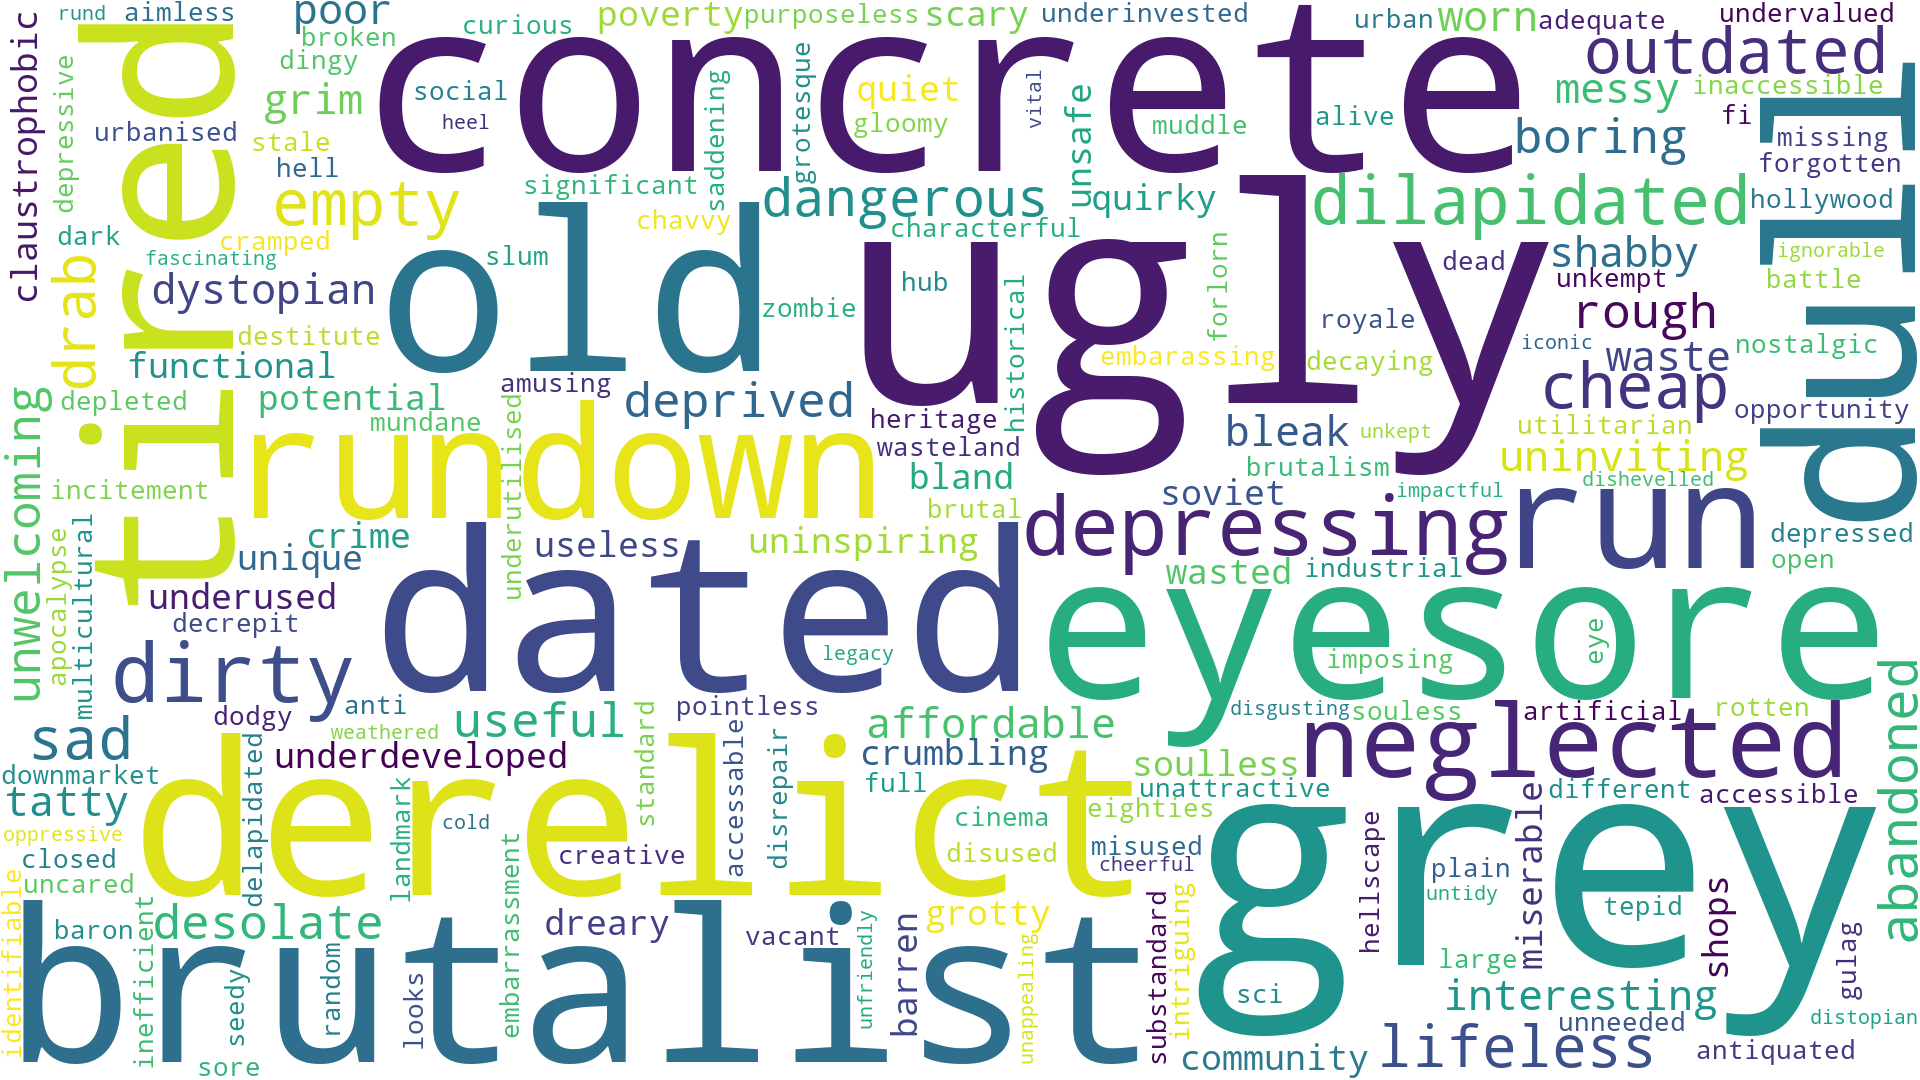 rund
aimless
poor
curious
poverty
purposeless
scary
underinvested
urban
worn
adequate
undervalued
claustrophobic
depressive
tired
broken
dingy
concrete
outdated
grim
social
heel
saddening
grotesque
quiet
gloomy
vital
unsafe
muddle
alive
messy
inaccessible
fi
dull
urbanised
stale
hell
boring
missing
forgotten
empty
significant
dangerous
quirky
dilapidated
hollywood
dark
cramped
fascinating
chavvy
characterful
old
ugly
slum
forlorn
dead
shabby
ignorable
drab
dystopian
zombie
hub
historical
unkempt
battle
destitute
royale
rough
iconic
nostalgic
functional
embarassing
decaying
waste
unwelcoming
depleted
potential
amusing
deprived
cheap
mundane
underutilised
heritage
opportunity
rundown
wasteland
bleak
unkept
utilitarian
bland
brutalism
uninviting
incitement
brutal
soviet
impactful
dishevelled
apocalypse
multicultural
crime
useless
uninspiring
depressing
run
depressed
unique
dated
wasted
industrial
open
underused
eyesore
decrepit
dirty
legacy
imposing
eye
abandoned
sad
dodgy
anti
weathered
useful
standard
pointless
affordable
disgusting
souless
artificial
rotten
neglected
downmarket
delapidated
underdeveloped
landmark
accessable
disrepair
crumbling
soulless
tatty
derelict
full
unattractive
different
accessible
oppressive
cold
cinema
eighties
hellscape
miserable
closed
creative
disused
misused
cheerful
grey
plain
uncared
embarrassment
untidy
identifiable
inefficient
baron
desolate
dreary
vacant
unfriendly
barren
grotty
unappealing
substandard
intriguing
tepid
shops
brutalist
seedy
random
looks
sci
large
interesting
gulag
sore
community
lifeless
unneeded
distopian
antiquated